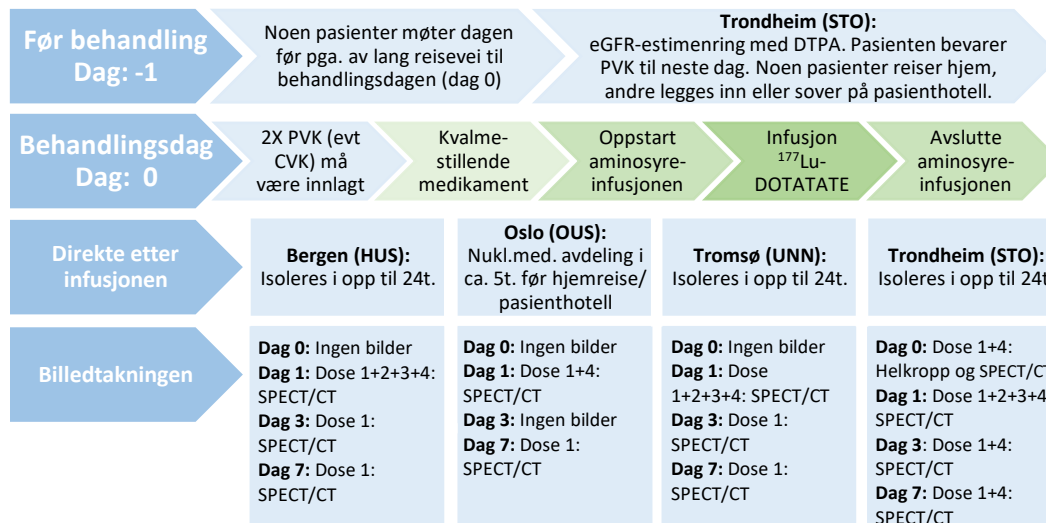 Før behandling
Dag: -1
Noen pasienter møter dagen
før pga. av lang reisevei til
behandlingsdagen (dag 0)
Trondheim (STO):
eGFR-estimenring med DTPA. Pasienten bevarer
PVK til neste dag. Noen pasienter reiser hjem,
andre legges inn eller sover på pasienthotell.
Behandlingsdag
Dag: 0
2X PVK (evt
CVK) må
være innlagt
Kvalme-
stillende
medikament
Oppstart
aminosyre-
infusjonen
Infusjon
¹⁷⁷Lu-
DOTATATE
Avslutte
aminosyre-
infusjonen
Direkte etter
infusjonen
Bergen (HUS):
Isoleres i opp til 24t.
Oslo (OUS):
Nukl.med. avdeling i
ca. 5t. før hjemreise/
pasienthotell
Tromsø (UNN):
Isoleres i opp til 24t.
Trondheim (STO):
Isoleres i opp til 24t
Billedtakningen
Dag 0: Ingen bilder
Dag 1: Dose 1+2+3+4:
SPECT/CT
Dag 3: Dose 1:
SPECT/CT
Dag 7: Dose 1:
SPECT/CT
Dag 0: Ingen bilder
Dag 1: Dose 1+4:
SPECT/CT
Dag 3: Ingen bilder
Dag 7: Dose 1:
SPECT/CT
Dag 0: Ingen bilder
Dag 1: Dose
1+2+3+4: SPECT/CT
Dag 3: Dose 1:
SPECT/CT
Dag 7: Dose 1:
SPECT/CT
Dag 0: Dose 1+4:
Helkropp og SPECT/CT
Dag 1: Dose 1+2+3+4
SPECT/CT
Dag 3: Dose 1+4:
SPECT/CT
Dag 7: Dose 1+4:
SPECT/CT